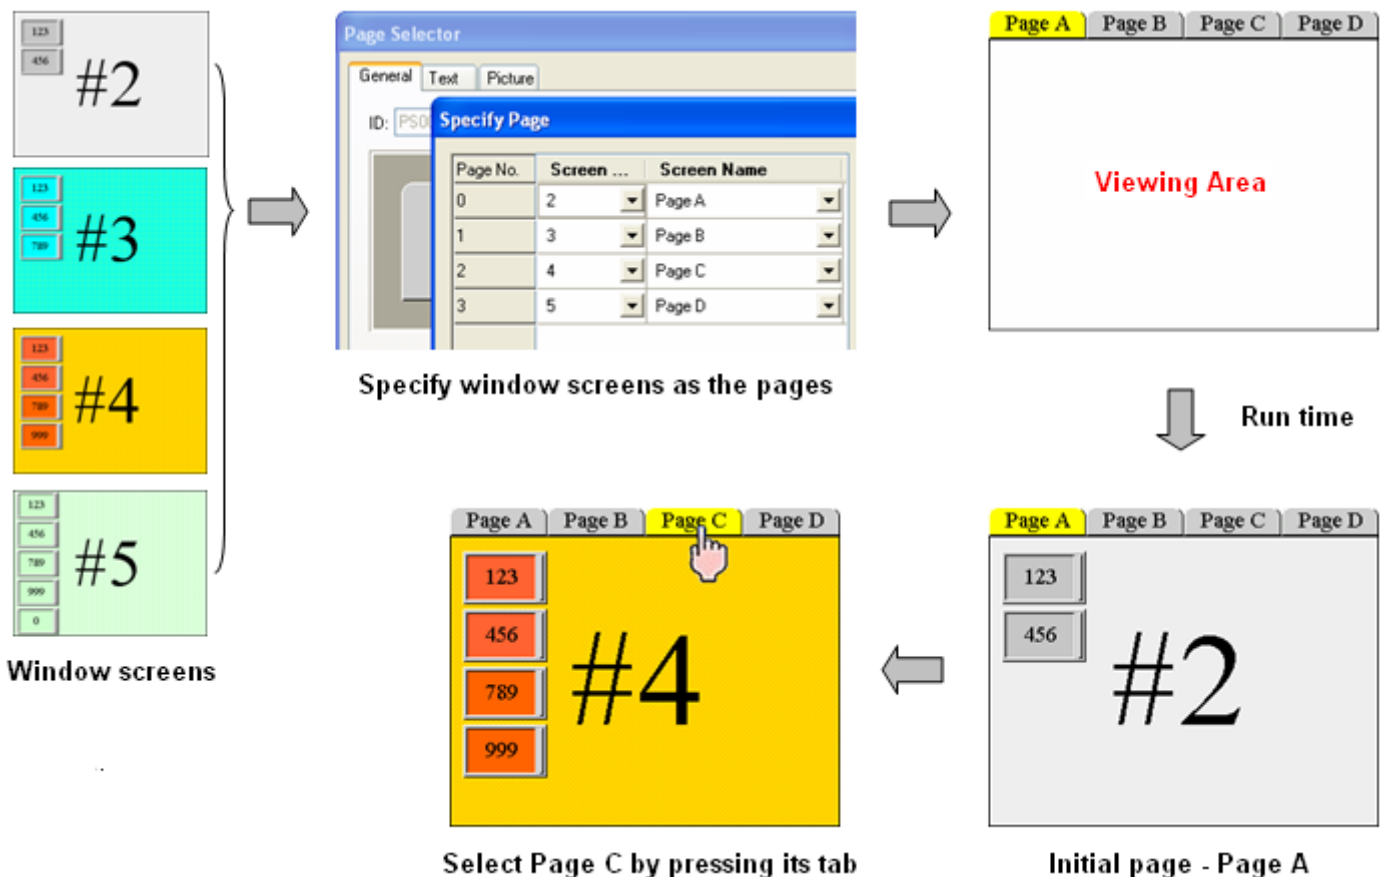 123
456
#2
123
456
789
#3
123
456
789
999
#4
123
456
789
999
0
#5
Window screens
Page Selector
General Text Picture
ID: PS0
Specify Page
Page No. Screen ... Screen Name
0 2 Page A
1 3 Page B
2 4 Page C
3 5 Page D
Specify window screens as the pages
Page A Page B Page C Page D
Viewing Area
Run time
Page A Page B Page C Page D
123
456
#2
Initial page - Page A
Page A Page B Page C Page D
123
456
789
999
#4
Select Page C by pressing its tab